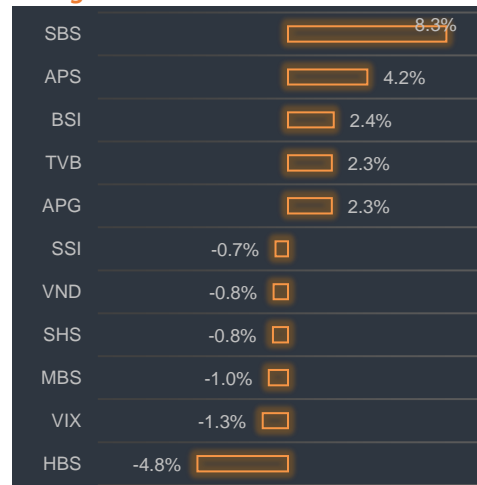 SBS 8.3%
APS 4.2%
BSI 2.4%
TVB 2.3%
APG 2.3%
SSI -0.7%
VND -0.8%
SHS -0.8%
MBS -1.0%
VIX -1.3%
HBS -4.8%